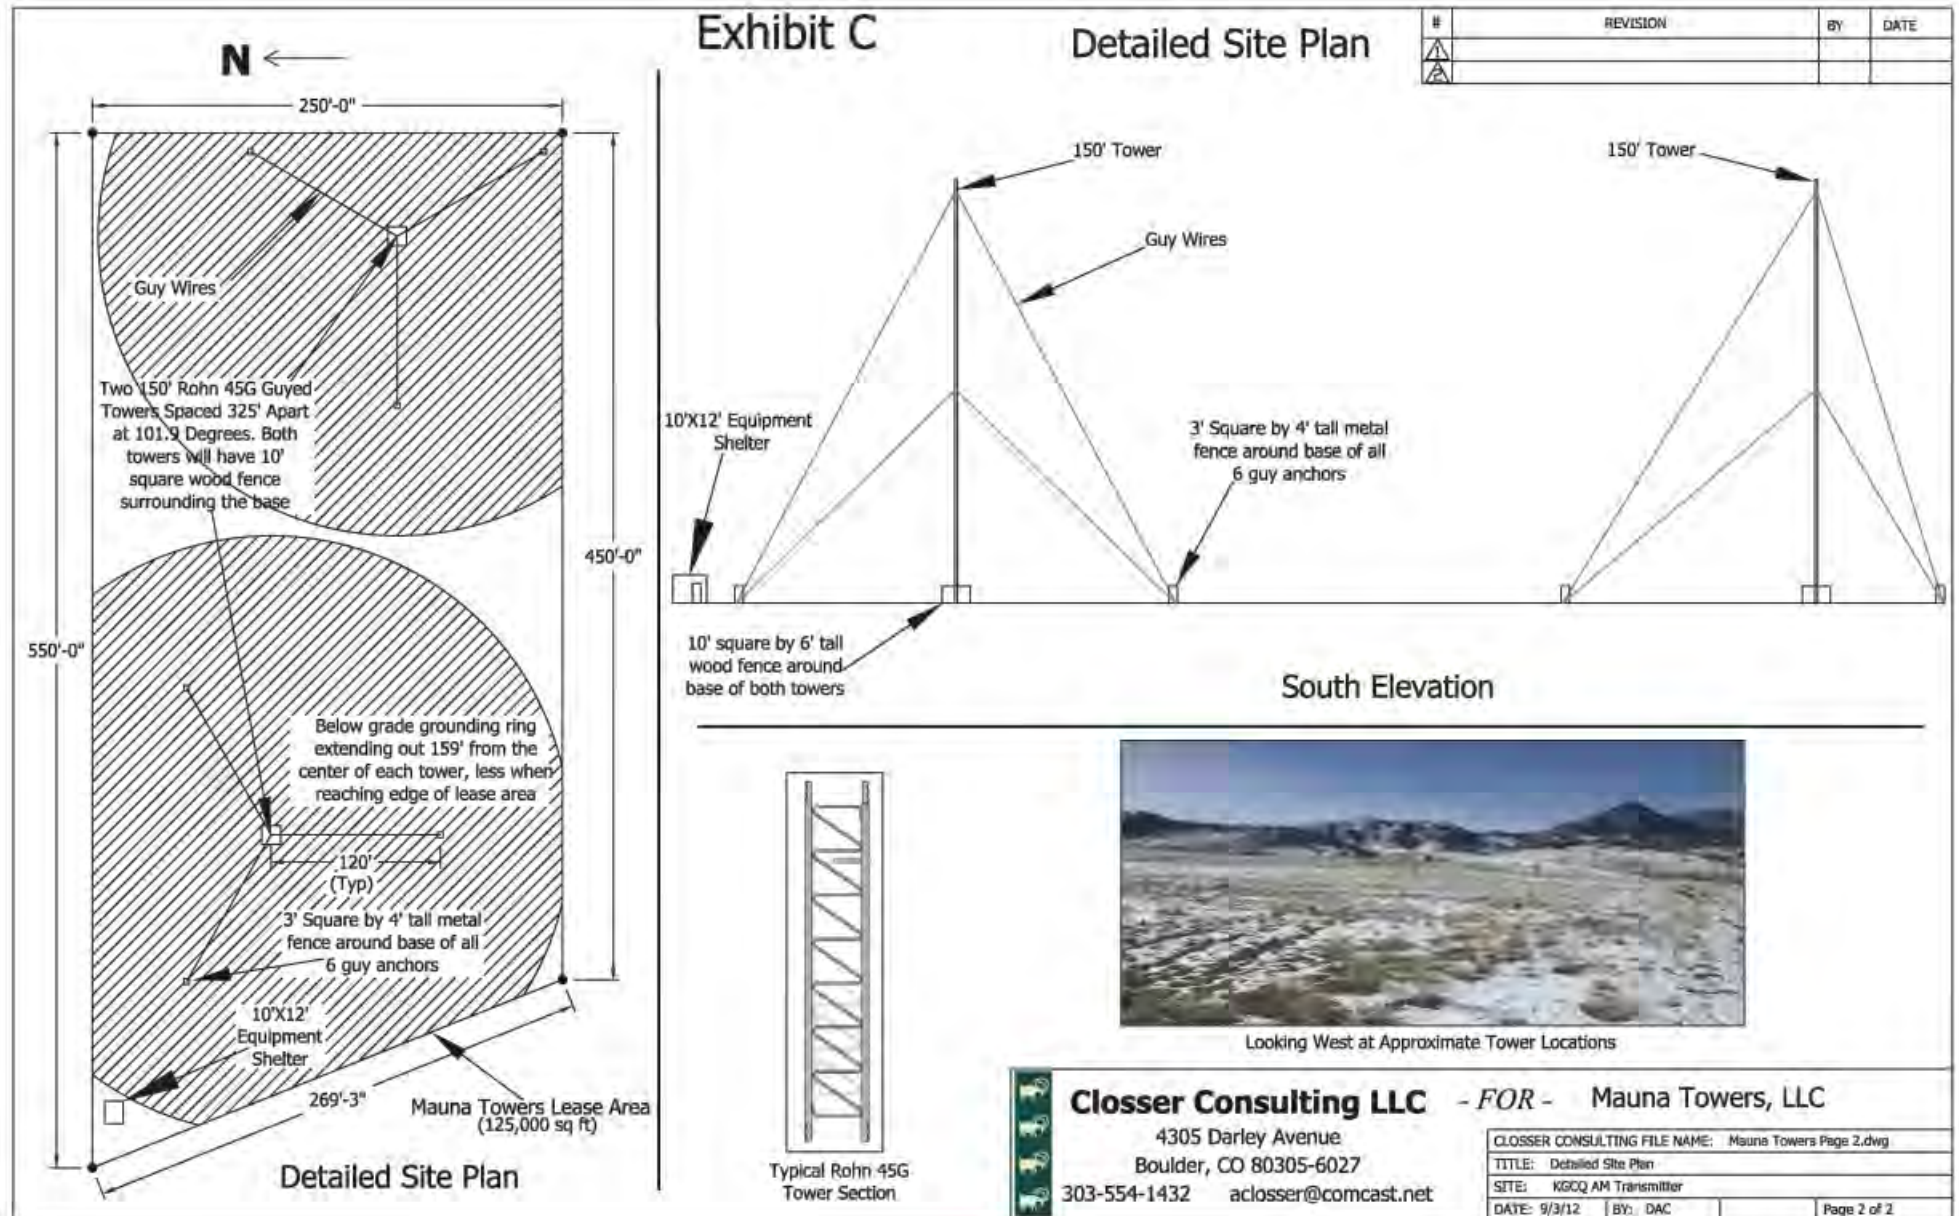 Exhibit C
Detailed Site Plan
# REVISION BY DATE
1
2
N
250'-0"
Guy Wires
Two 150' Rohn 45G Guyed
Towers Spaced 325' Apart
at 101.9 Degrees. Both
towers will have 10'
square wood fence
surrounding the base
450'-0"
550'-0"
Below grade grounding ring
extending out 159' from the
center of each tower, less when
reaching edge of lease area
120'
(Typ)
3' Square by 4' tall metal
fence around base of all
6 guy anchors
10'X12'
Equipment
Shelter
269'-3"
Mauna Towers Lease Area
(125,000 sq ft)
Detailed Site Plan
150' Tower
150' Tower
Guy Wires
10'X12' Equipment
Shelter
3' Square by 4' tall metal
fence around base of all
6 guy anchors
10' square by 6' tall
wood fence around
base of both towers
South Elevation
Typical Rohn 45G
Tower Section
Looking West at Approximate Tower Locations
Closser Consulting LLC - FOR - Mauna Towers, LLC
4305 Darley Avenue
Boulder, CO 80305-6027
303-554-1432 aclosser@comcast.net
CLOSSER CONSULTING FILE NAME: Mauna Towers Page 2.dwg
TITLE: Detailed Site Plan
SITE: KGCQ AM Transmitter
DATE: 9/3/12 BY: DAC Page 2 of 2